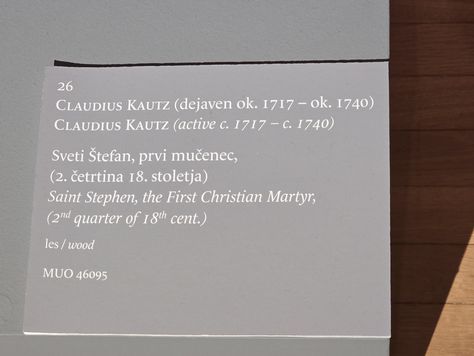 26
Claudius Kautz (dejaven ok. 1717 – ok. 1740)
Claudius Kautz (active c. 1717 – c. 1740)
Sveti Štefan, prvi mučenec,
(2. četrtina 18. stoletja)
Saint Stephen, the First Christian Martyr,
(2nd quarter of 18th cent.)
les / wood
MUO 46095